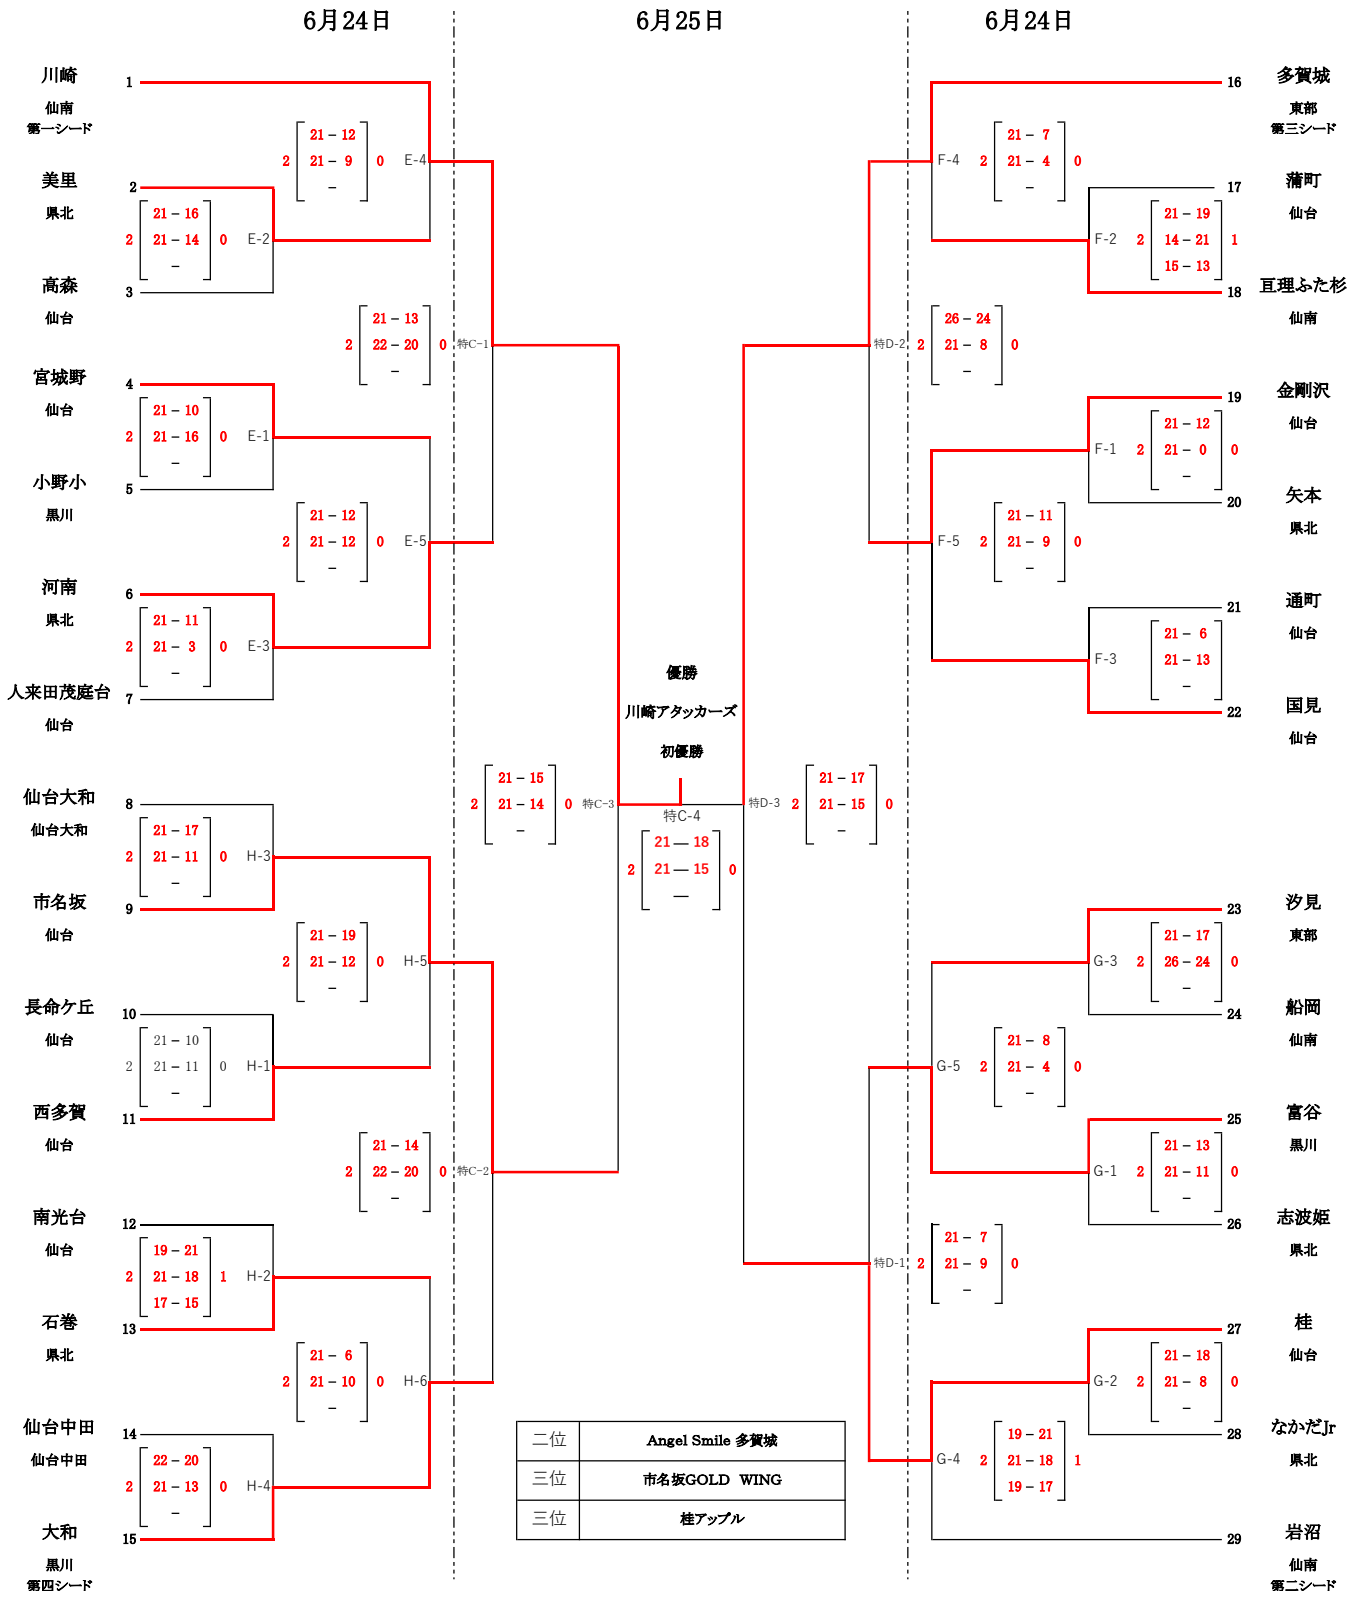 6月24日
6月25日
6月24日
川崎
1
仙南
第一シード
21 − 12
2 21 − 9 0 E-4
−
美里
2
県北
21 − 16
2 21 − 14 0 E-2
−
高森
3
仙台
21 − 13
2 22 − 20 0 特C-1
−
宮城野
4
仙台
21 − 10
2 21 − 16 0 E-1
−
小野小
5
黒川
21 − 12
2 21 − 12 0 E-5
−
河南
6
県北
21 − 11
2 21 − 3 0 E-3
−
人来田茂庭台
7
仙台
仙台大和
8
仙台大和
21 − 17
2 21 − 11 0 H-3
−
市名坂
9
仙台
21 − 19
2 21 − 12 0 H-5
−
長命ケ丘
10
仙台
21 − 10
2 21 − 11 0 H-1
−
西多賀
11
仙台
21 − 14
2 22 − 20 0 特C-2
−
南光台
12
仙台
19 − 21
2 21 − 18 1 H-2
17 − 15
石巻
13
県北
21 − 6
2 21 − 10 0 H-6
−
仙台中田
14
仙台中田
22 − 20
2 21 − 13 0 H-4
−
大和
15
黒川
第四シード
優勝
川崎アタッカーズ
初優勝
21 − 15
2 21 − 14 0 特C-3
−
特C-4
21 — 18
2 21 — 15 0
—
21 − 17
特D-3 2 21 − 15 0
−
二位 Angel Smile 多賀城
三位 市名坂GOLD WING
三位 桂アップル
16
多賀城
東部
第三シード
21 − 7
F-4 2 21 − 4 0
−
17
蒲町
仙台
21 − 19
F-2 2 14 − 21 1
15 − 13
18
亘理ふた杉
仙南
26 − 24
特D-2 2 21 − 8 0
−
19
金剛沢
仙台
21 − 12
F-1 2 21 − 0 0
−
20
矢本
県北
21 − 11
F-5 2 21 − 9 0
−
21
通町
仙台
21 − 6
F-3 21 − 13
−
22
国見
仙台
23
汐見
東部
21 − 17
G-3 2 26 − 24 0
−
24
船岡
仙南
21 − 8
G-5 2 21 − 4 0
−
25
富谷
黒川
21 − 13
G-1 2 21 − 11 0
−
26
志波姫
県北
21 − 7
特D-1 2 21 − 9 0
−
27
桂
仙台
21 − 18
G-2 2 21 − 8 0
−
28
なかだJr
県北
19 − 21
G-4 2 21 − 18 1
19 − 17
29
岩沼
仙南
第二シード